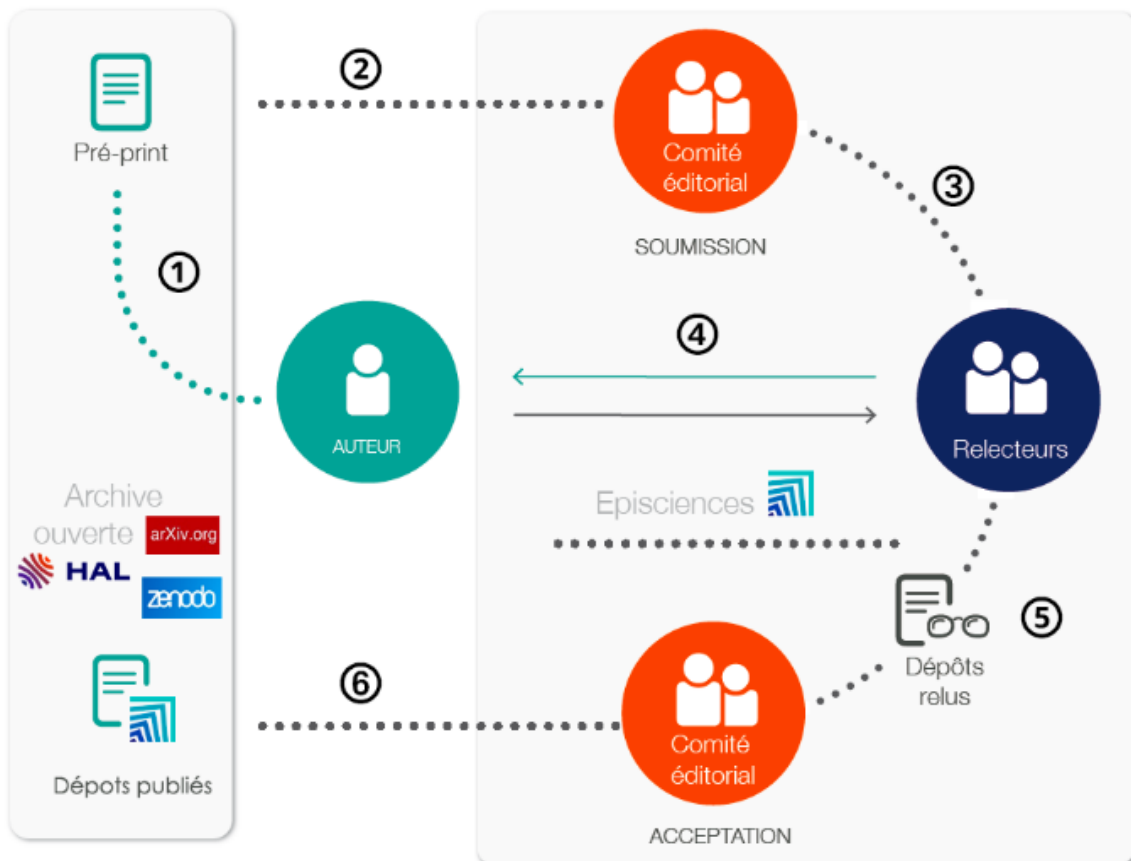 ②
Pré-print
Comité
éditorial
SOUMISSION
③
①
④
AUTEUR
Relecteurs
Archive
ouverte
arXiv.org
HAL
zenodo
Episciences
⑤
Dépôts
relus
⑥
Dépots publiés
Comité
éditorial
ACCEPTATION